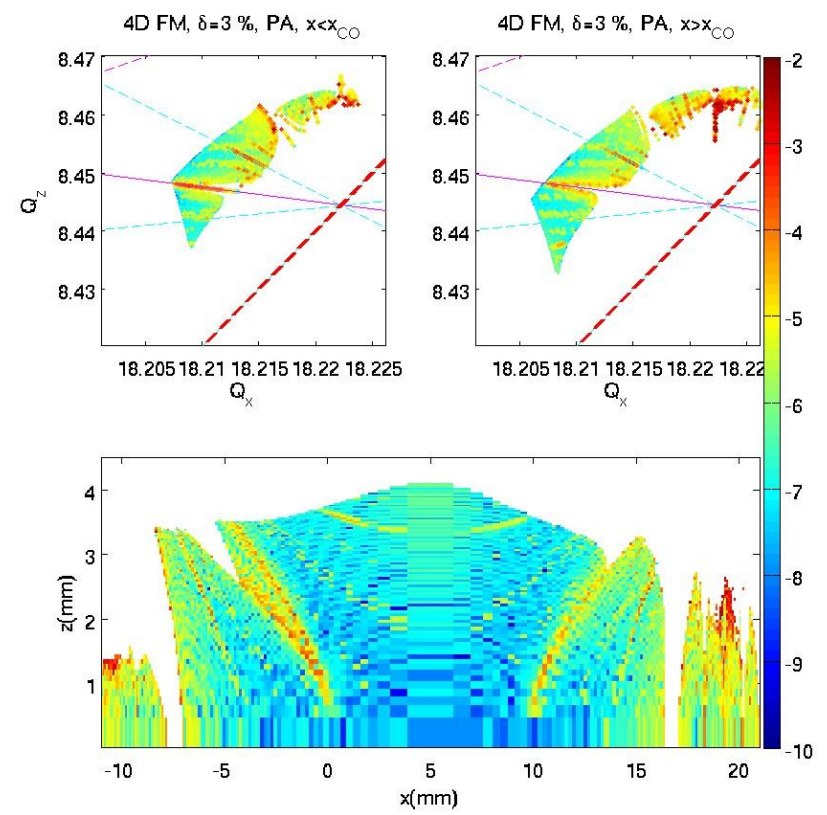 4D FM, δ=3 %, PA, x<x_CO
4D FM, δ=3 %, PA, x>x_CO
8.47
8.46
8.45
8.44
8.43
Q_z
18.205 18.21 18.215 18.22 18.225
Q_x
8.47
8.46
8.45
8.44
8.43
18.205 18.21 18.215 18.22
Q_x
-2
-3
-4
-5
-6
-7
-8
-9
-10
4
3
2
1
z(mm)
-10 -5 0 5 10 15 20
x(mm)